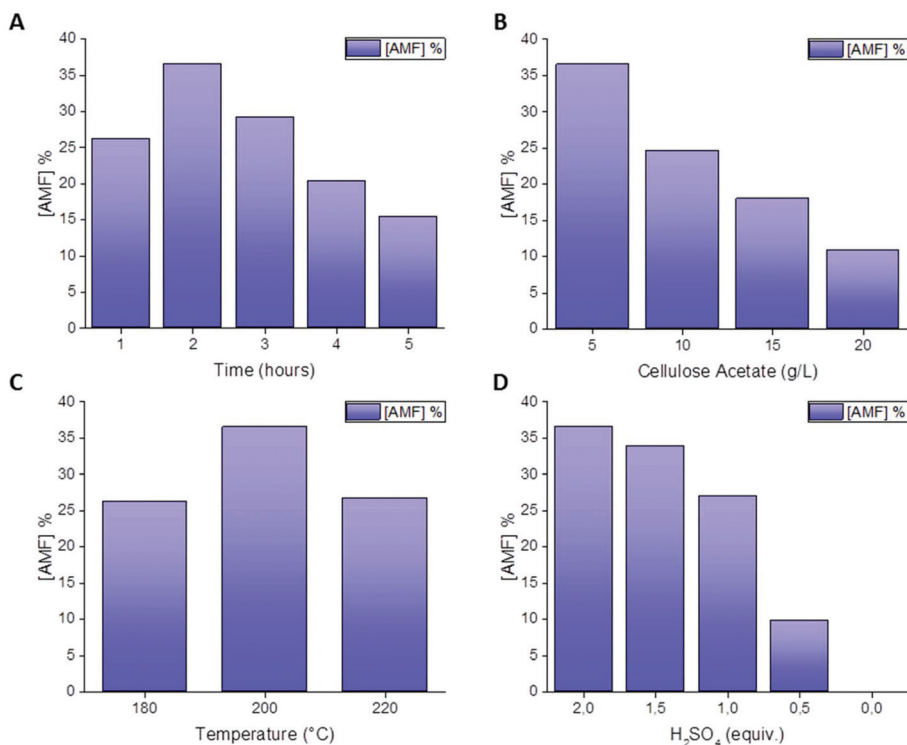 A
[AMF] %
40
35
30
25
20
15
10
5
0
[AMF] %
1 2 3 4 5
Time (hours)
B
[AMF] %
40
35
30
25
20
15
10
5
0
[AMF] %
5 10 15 20
Cellulose Acetate (g/L)
C
[AMF] %
40
35
30
25
20
15
10
5
0
[AMF] %
180 200 220
Temperature (°C)
D
[AMF] %
40
35
30
25
20
15
10
5
0
[AMF] %
2,0 1,5 1,0 0,5 0,0
H₂SO₄ (equiv.)